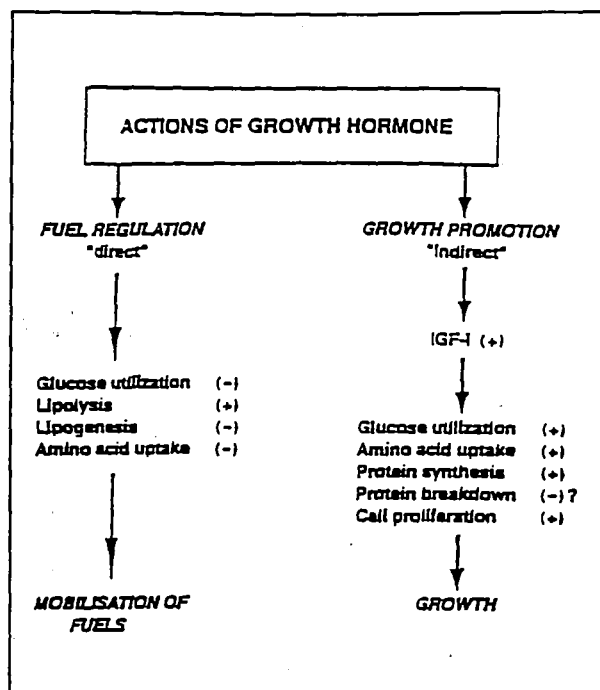 ACTIONS OF GROWTH HORMONE
FUEL REGULATION
"direct"
Glucose utilization (-)
Lipolysis (+)
Lipogenesis (-)
Amino acid uptake (-)
MOBILISATION OF
FUELS
GROWTH PROMOTION
"indirect"
IGF-I (+)
Glucose utilization (+)
Amino acid uptake (+)
Protein synthesis (+)
Protein breakdown (-) ?
Cell proliferation (+)
GROWTH